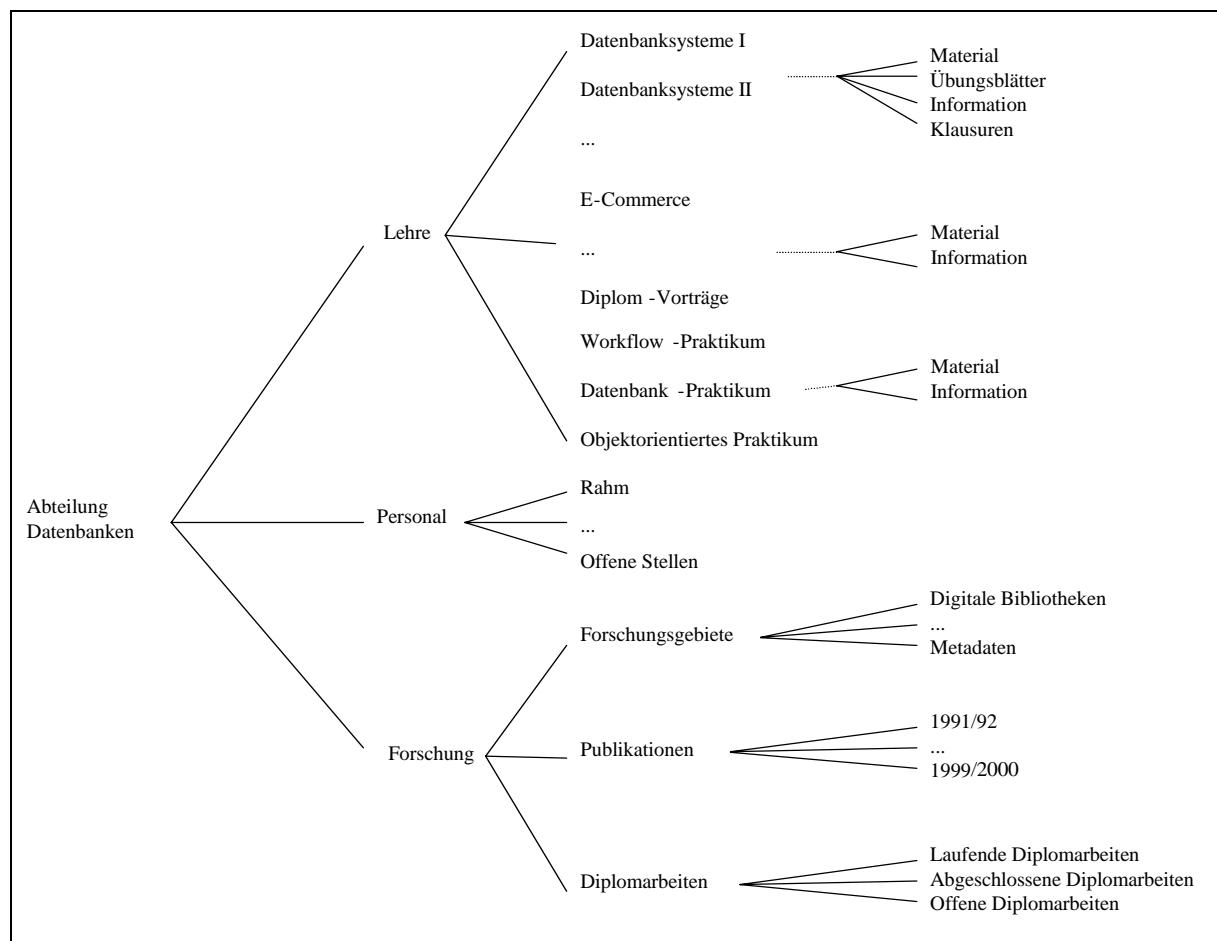 Datenbanksysteme I
Datenbanksysteme II
...
E-Commerce
...
Diplom -Vorträge
Workflow -Praktikum
Datenbank -Praktikum
Objektorientiertes Praktikum
Material
Übungsblätter
Information
Klausuren
Material
Information
Material
Information
Lehre
Abteilung
Datenbanken
Personal
Rahm
...
Offene Stellen
Forschung
Forschungsgebiete
Digitale Bibliotheken
...
Metadaten
Publikationen
1991/92
...
1999/2000
Diplomarbeiten
Laufende Diplomarbeiten
Abgeschlossene Diplomarbeiten
Offene Diplomarbeiten